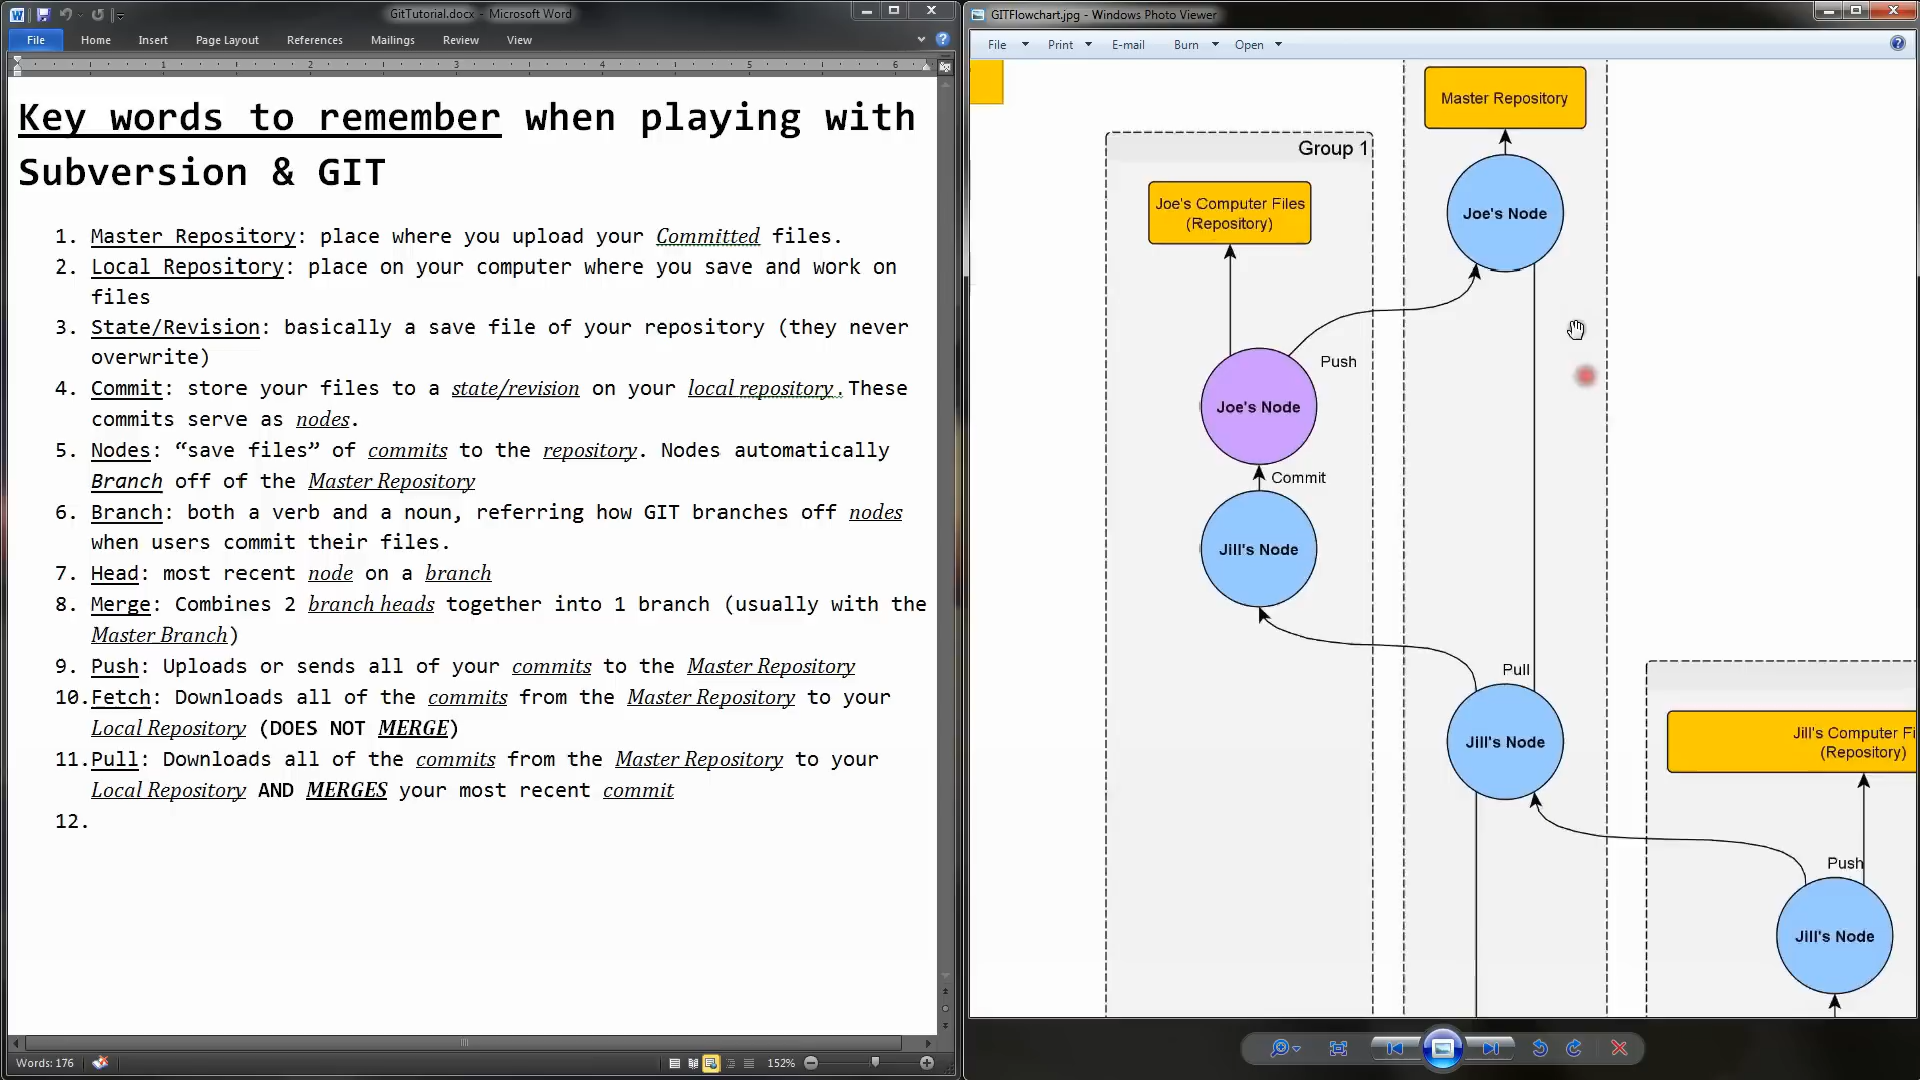 GitTutorial.docx - Microsoft Word
File Home Insert Page Layout References Mailings Review View
1 2 3 4 5 6
Key words to remember when playing with
Subversion & GIT
1. Master Repository: place where you upload your Committed files.
2. Local Repository: place on your computer where you save and work on
files
3. State/Revision: basically a save file of your repository (they never
overwrite)
4. Commit: store your files to a state/revision on your local repository.These
commits serve as nodes.
5. Nodes: “save files” of commits to the repository. Nodes automatically
Branch off of the Master Repository
6. Branch: both a verb and a noun, referring how GIT branches off nodes
when users commit their files.
7. Head: most recent node on a branch
8. Merge: Combines 2 branch heads together into 1 branch (usually with the
Master Branch)
9. Push: Uploads or sends all of your commits to the Master Repository
10.Fetch: Downloads all of the commits from the Master Repository to your
Local Repository (DOES NOT MERGE)
11.Pull: Downloads all of the commits from the Master Repository to your
Local Repository AND MERGES your most recent commit
12.
Words: 176
152%
GITFlowchart.jpg - Windows Photo Viewer
File Print E-mail Burn Open
Master Repository
Group 1
Joe's Computer Files
(Repository)
Joe's Node
Push
Joe's Node
Commit
Jill's Node
Pull
Jill's Node
Jill's Computer Fi
(Repository)
Push
Jill's Node